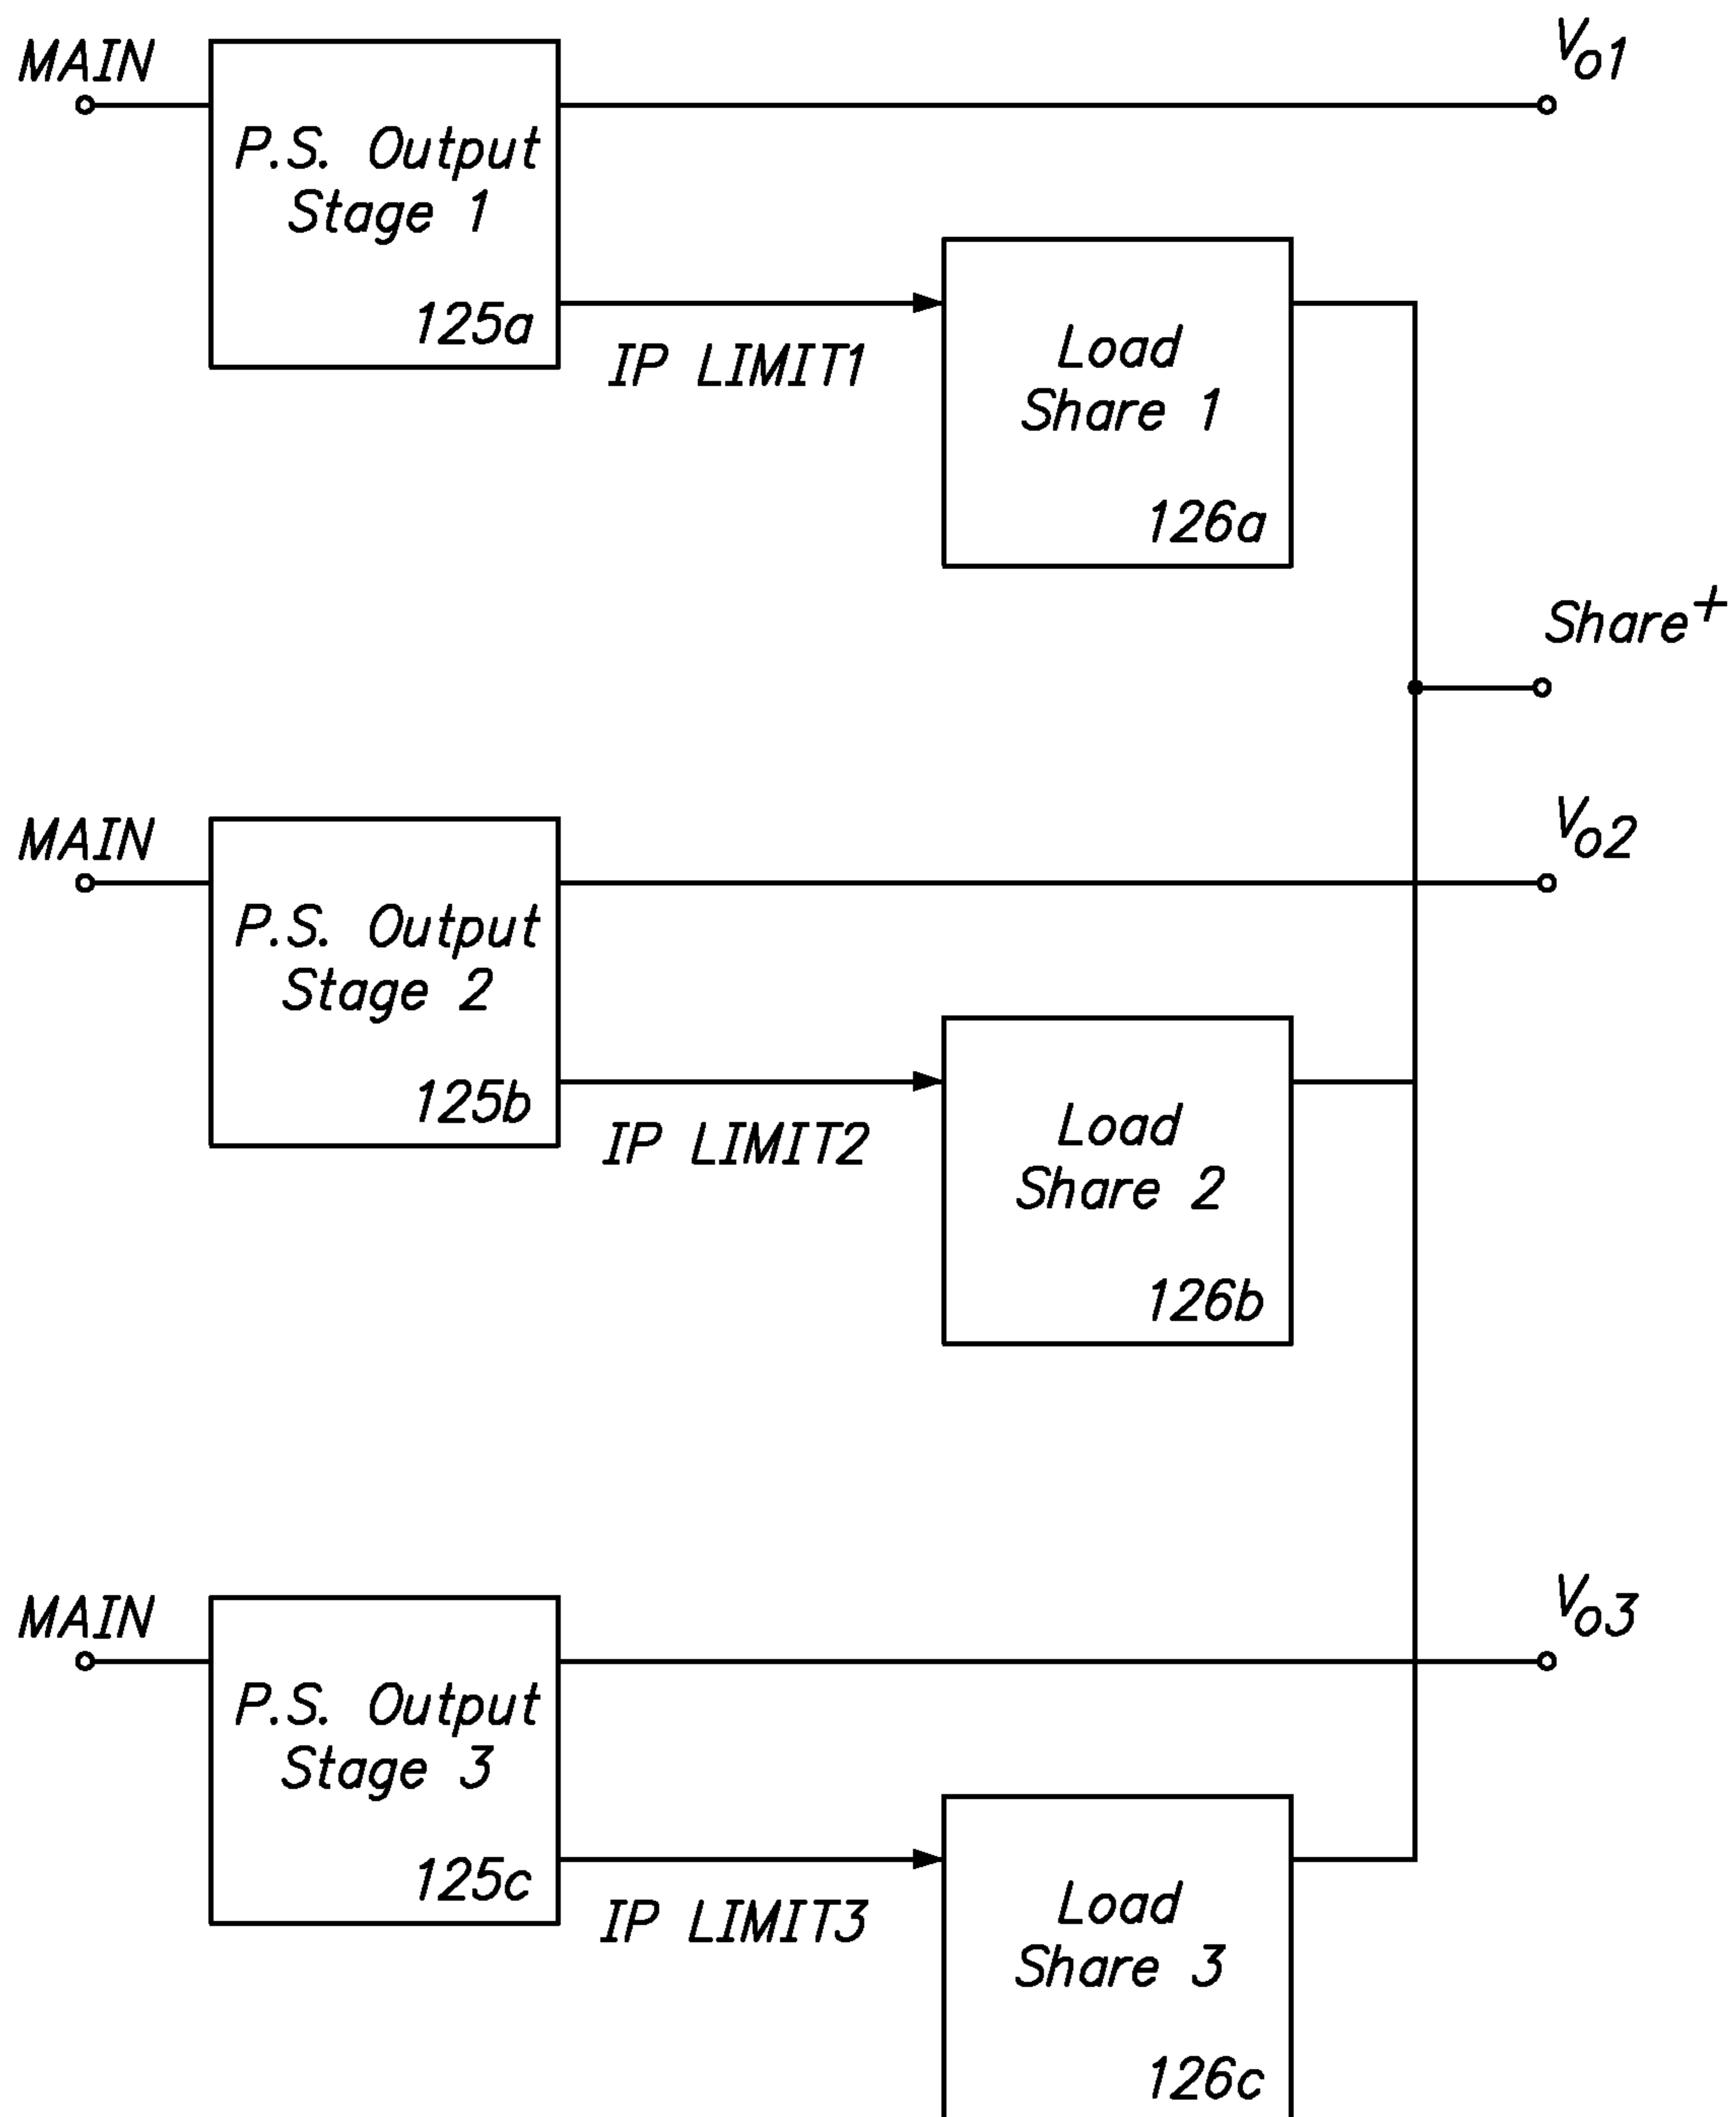 MAIN
V₀1
P.S. Output
Stage 1
125a
IP LIMIT1
Load
Share 1
126a
Share+
MAIN
Vo2
P.S. Output
Stage 2
125b
IP LIMIT2
Load
Share 2
126b
MAIN
Vo3
P.S. Output
Stage 3
125c
IP LIMIT3
Load
Share 3
126c